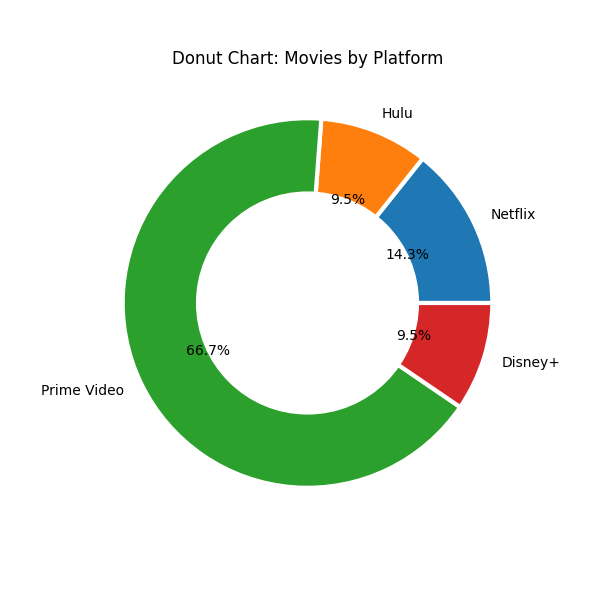 Donut Chart: Movies by Platform
Hulu
9.5%
Netflix
14.3%
9.5%
Disney+
66.7%
Prime Video